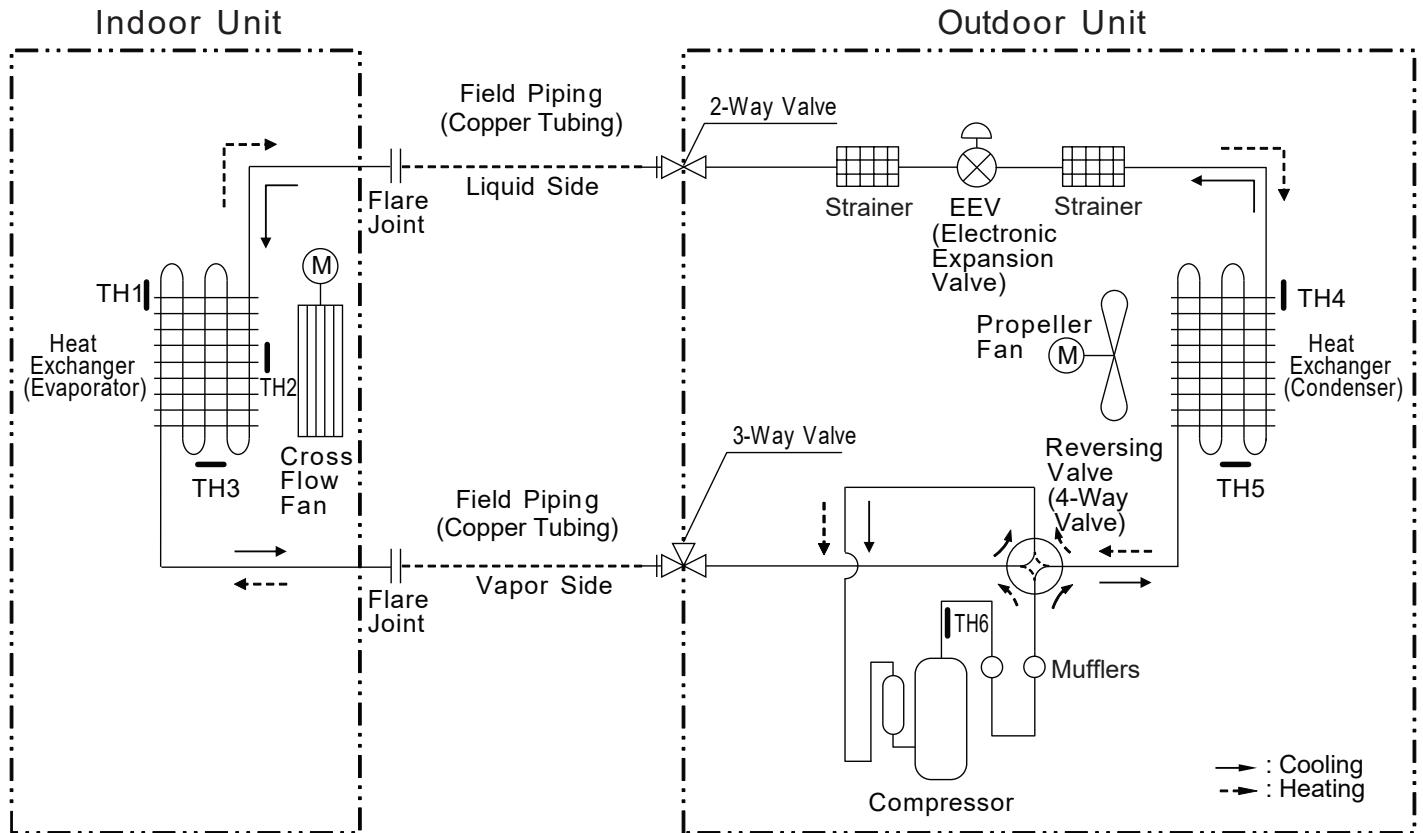 Indoor Unit
Outdoor Unit
Field Piping
(Copper Tubing)
Liquid Side
2-Way Valve
Flare
Joint
Strainer
EEV
(Electronic
Expansion
Valve)
Strainer
M
TH1
Heat
Exchanger
(Evaporator)
TH2
TH3
Cross
Flow
Fan
Propeller
Fan
M
TH4
Heat
Exchanger
(Condenser)
TH5
3-Way Valve
Reversing
Valve
(4-Way
Valve)
Field Piping
(Copper Tubing)
Vapor Side
Flare
Joint
TH6
Mufflers
Compressor
: Cooling
: Heating